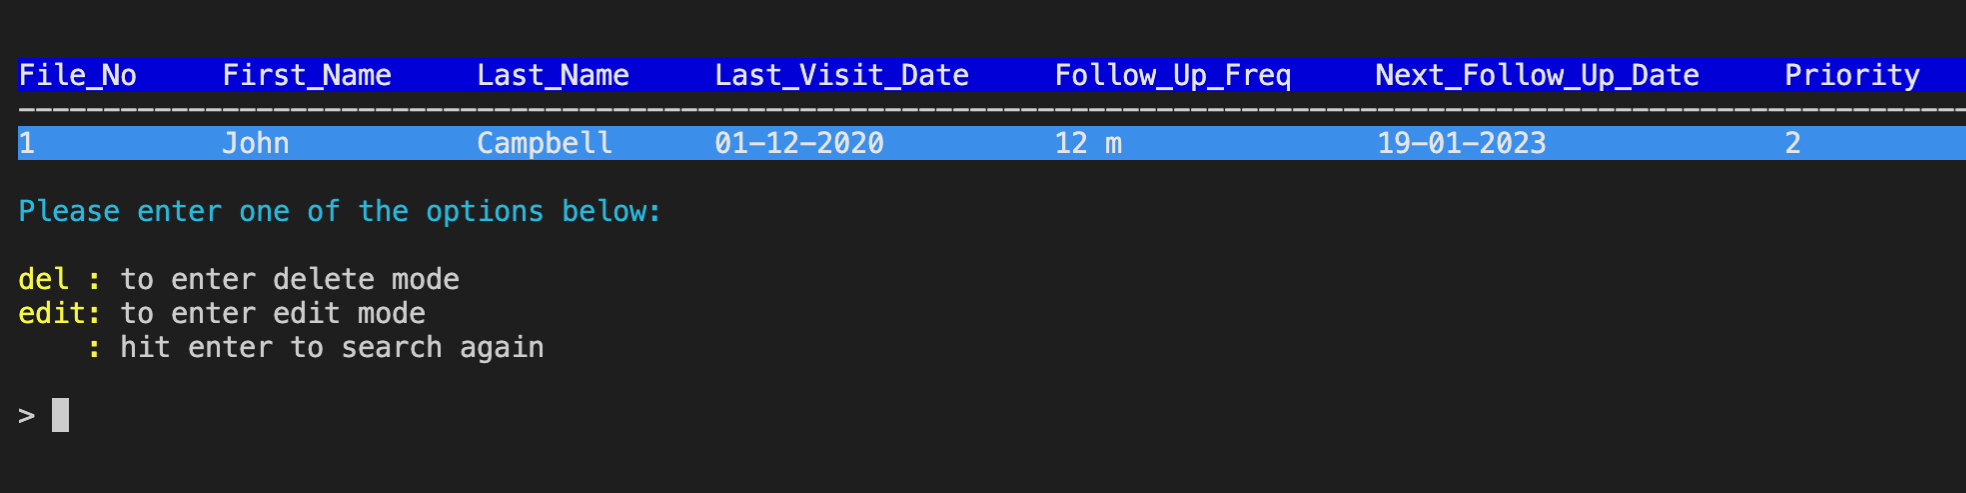 File_No First_Name Last_Name Last_Visit_Date Follow_Up_Freq Next_Follow_Up_Date Priority
--------------------------------------------------------------------------------------------------------------------
1 John Campbell 01-12-2020 12 m 19-01-2023 2
Please enter one of the options below:
del : to enter delete mode
edit: to enter edit mode
: hit enter to search again
>